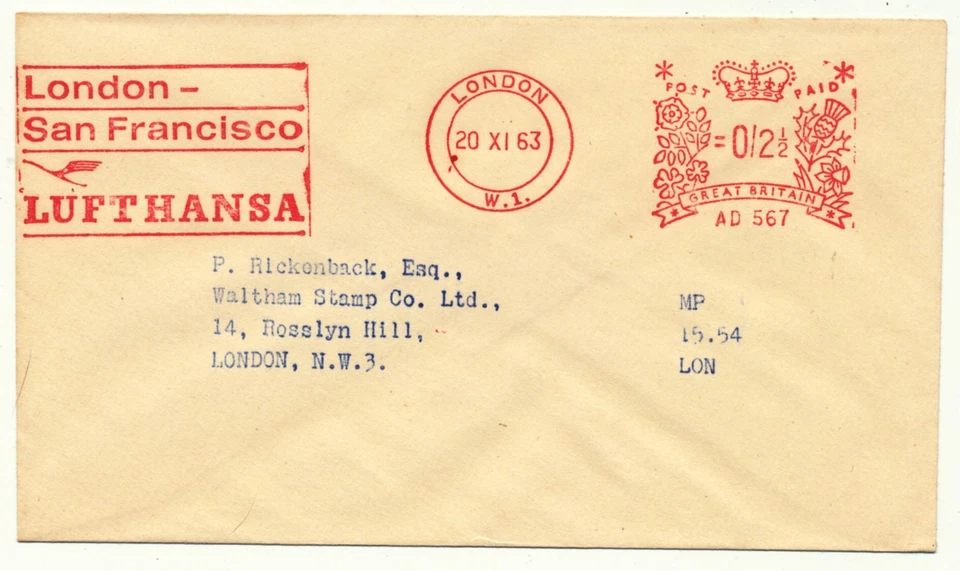 London –
San Francisco
LUFTHANSA
LONDON
20 XI 63
W.1.
POST PAID
=0/2½
GREAT BRITAIN
AD 567
P. Rickenback, Esq.,
Waltham Stamp Co. Ltd.,
14, Rosslyn Hill,
LONDON, N.W.3.
MP
15.54
LON